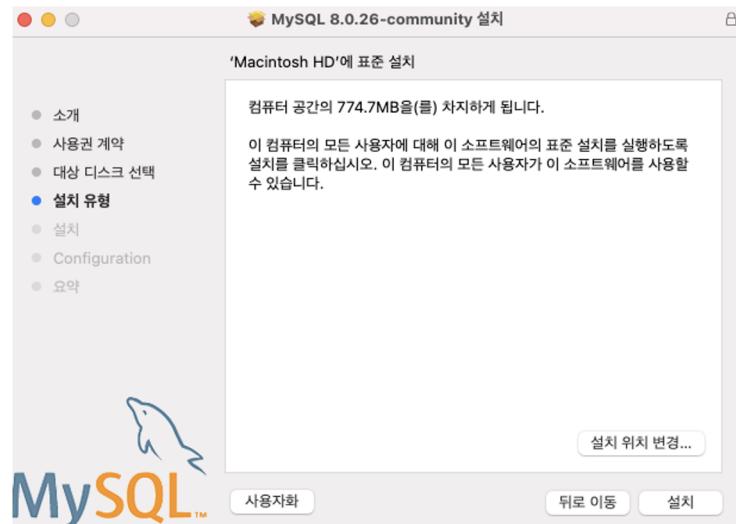 MySQL 8.0.26-community 설치
'Macintosh HD'에 표준 설치
소개
사용권 계약
대상 디스크 선택
설치 유형
설치
Configuration
요약
컴퓨터 공간의 774.7MB을(를) 차지하게 됩니다.
이 컴퓨터의 모든 사용자에 대해 이 소프트웨어의 표준 설치를 실행하도록
설치를 클릭하십시오. 이 컴퓨터의 모든 사용자가 이 소프트웨어를 사용할
수 있습니다.
설치 위치 변경...
MySQL™
사용자화
뒤로 이동
설치